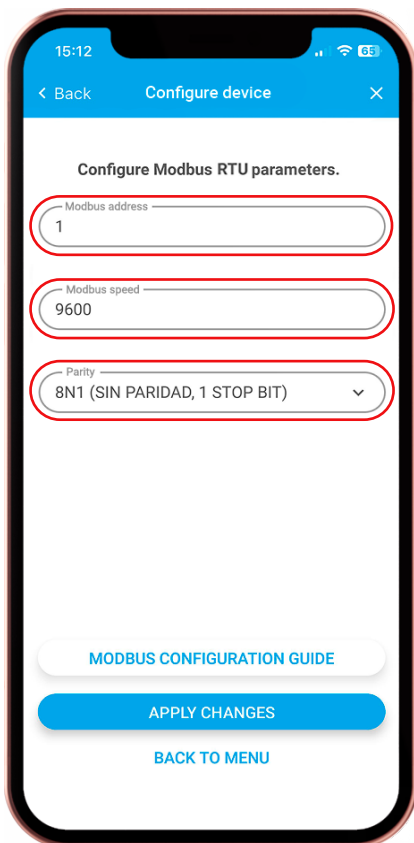 15:12
65
Back
Configure device
Configure Modbus RTU parameters.
Modbus address
1
Modbus speed
9600
Parity
8N1 (SIN PARIDAD, 1 STOP BIT)
MODBUS CONFIGURATION GUIDE
APPLY CHANGES
BACK TO MENU